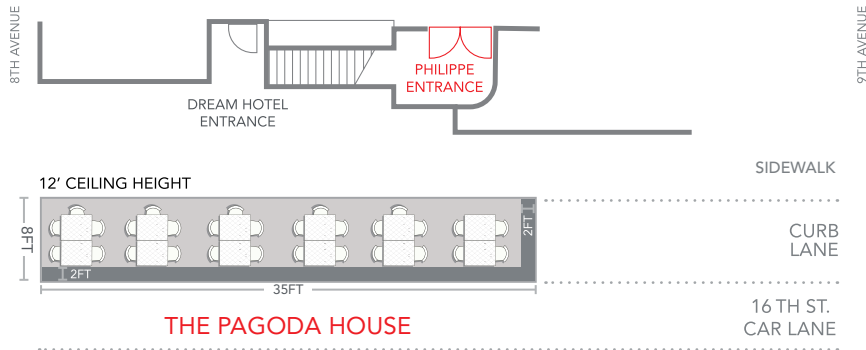 8TH AVENUE
9TH AVENUE
PHILIPPE
ENTRANCE
DREAM HOTEL
ENTRANCE
SIDEWALK
12' CEILING HEIGHT
8FT
2FT
CURB
LANE
2FT
35FT
THE PAGODA HOUSE
16 TH ST.
CAR LANE